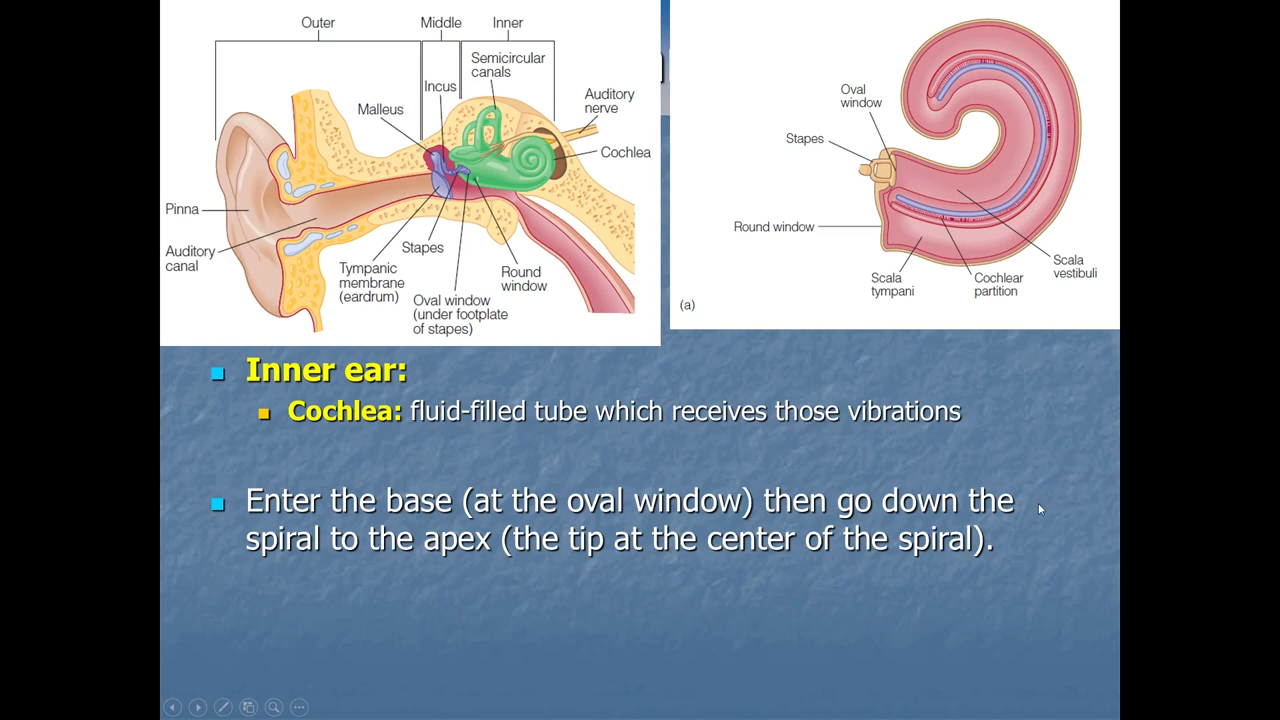 Outer
Middle
Inner
Semicircular
canals
Incus
Malleus
Auditory
nerve
Cochlea
Pinna
Auditory
canal
Stapes
Tympanic
membrane
(eardrum)
Oval window
(under footplate
of stapes)
Round
window
Oval
window
Stapes
Round window
Scala
tympani
Cochlear
partition
Scala
vestibuli
(a)
Inner ear:
Cochlea: fluid-filled tube which receives those vibrations
Enter the base (at the oval window) then go down the
spiral to the apex (the tip at the center of the spiral).